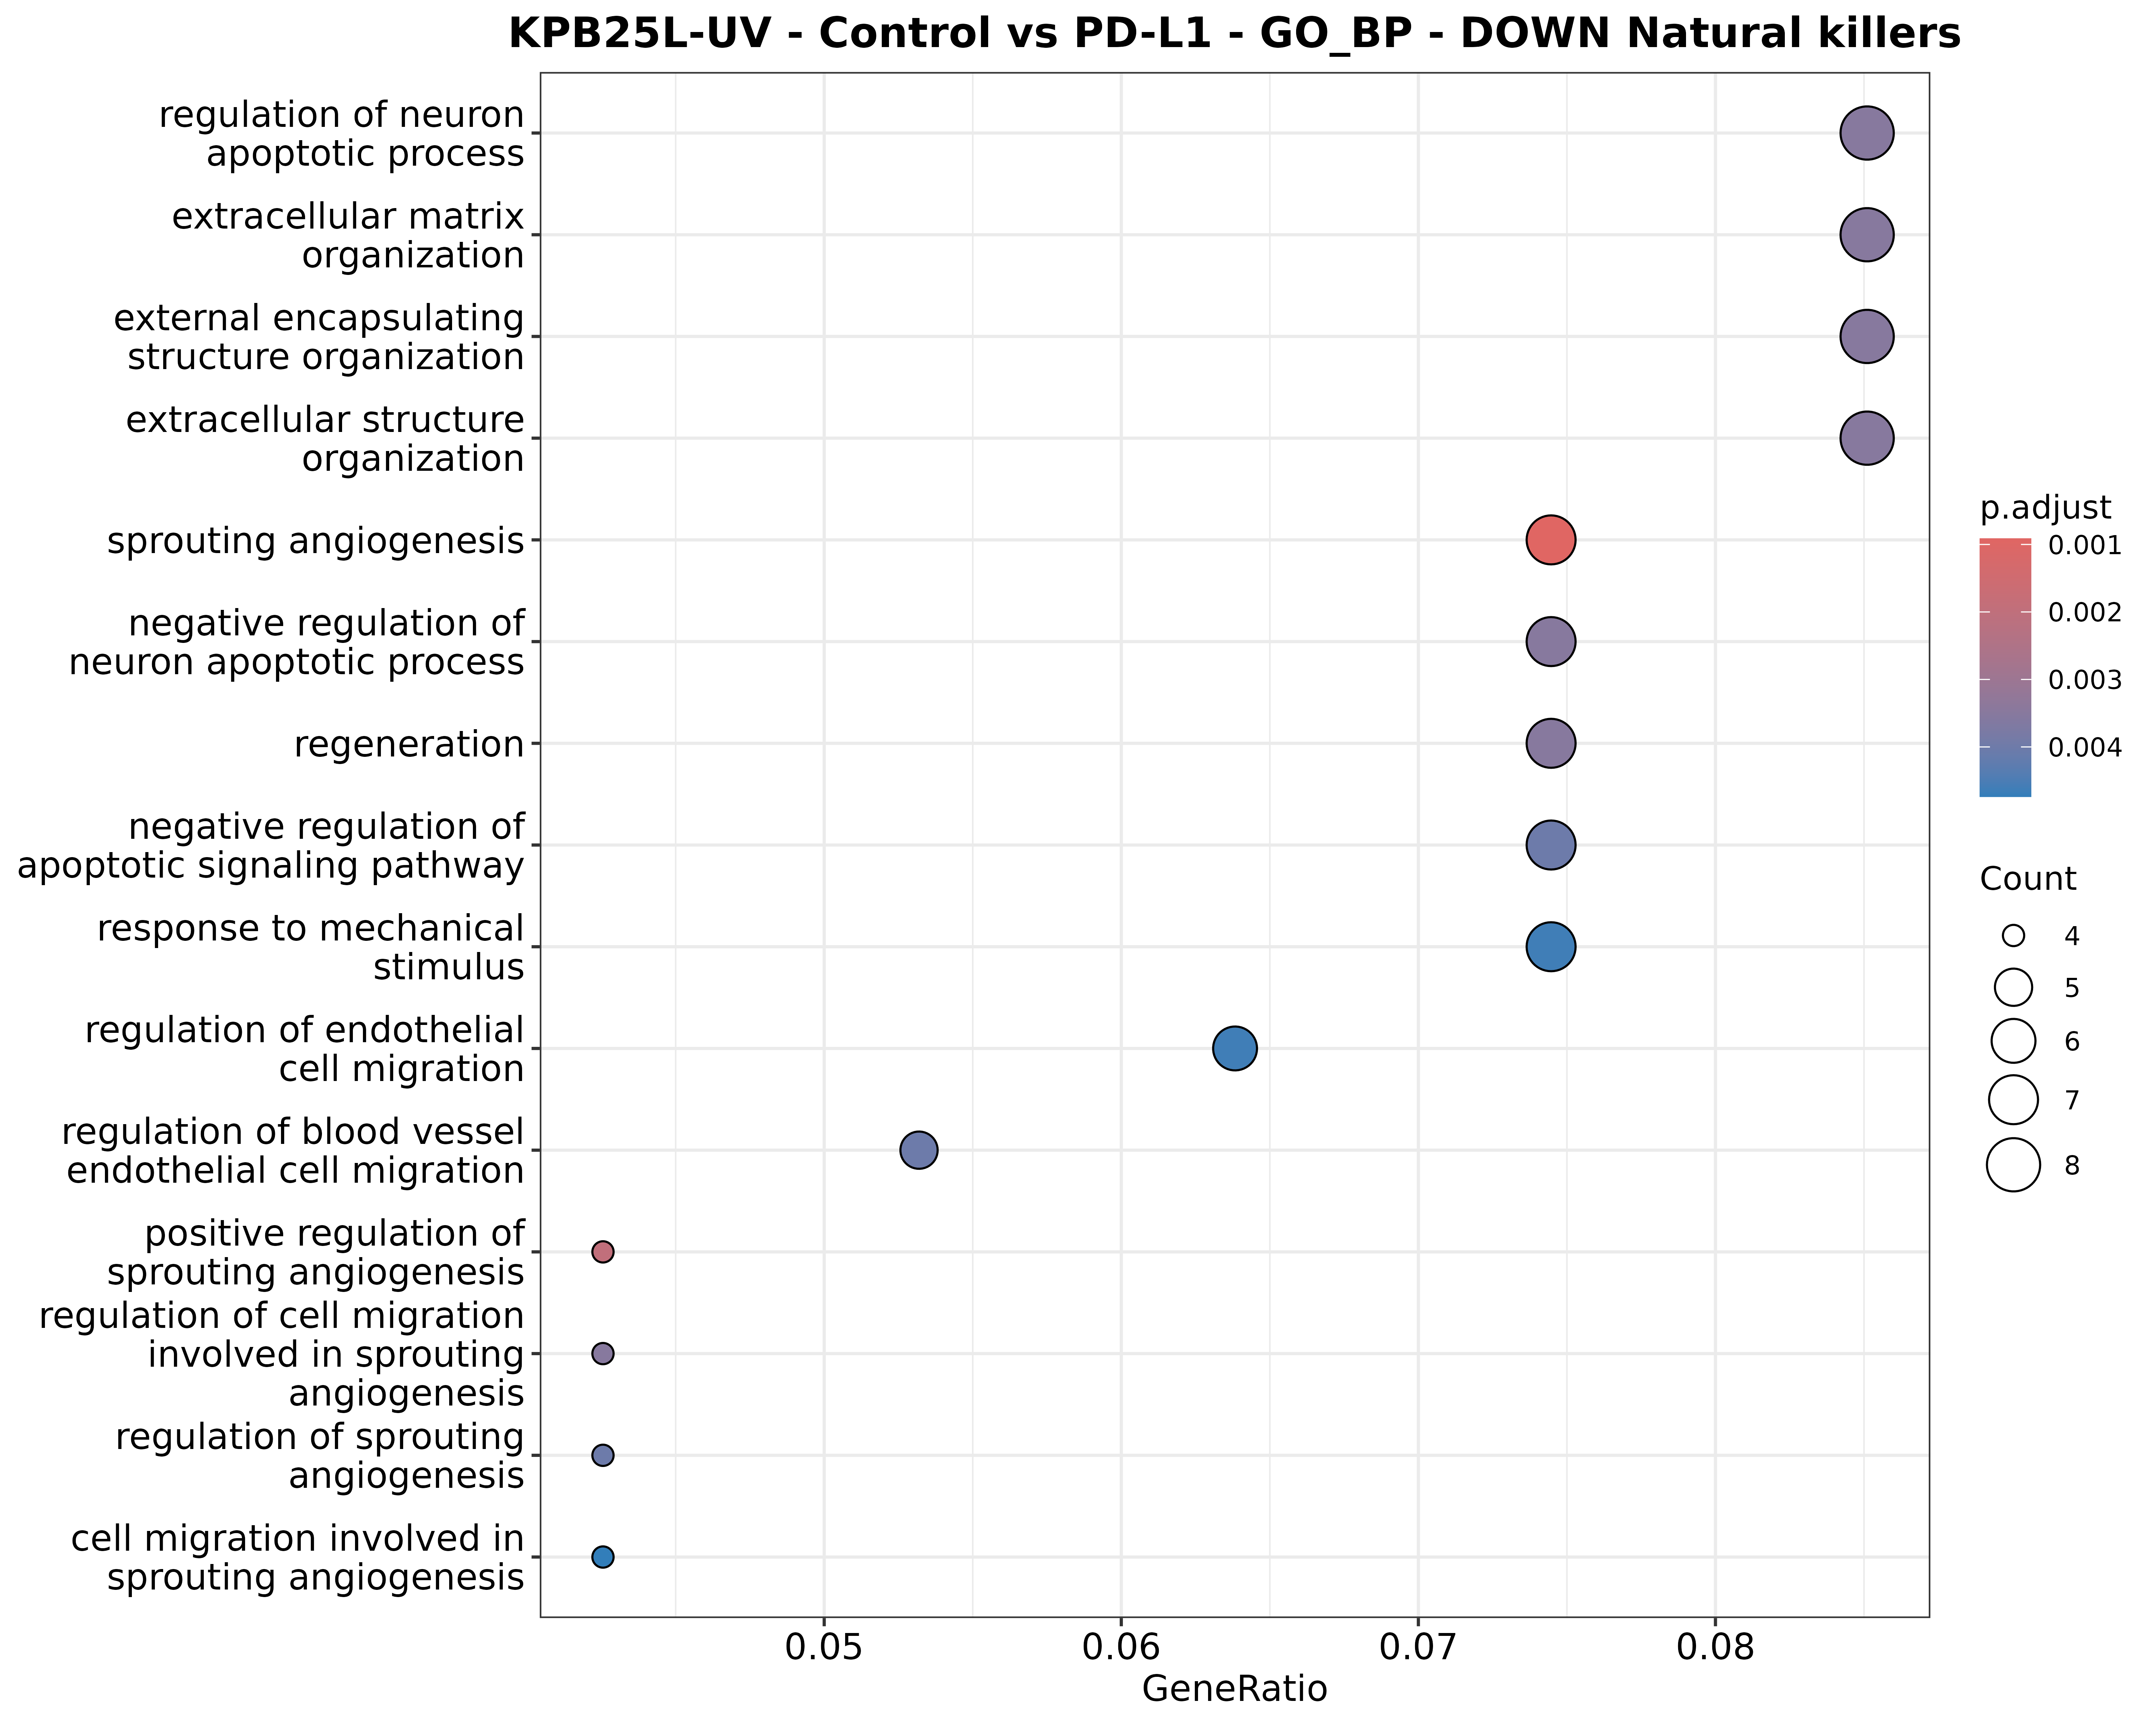 KPB25L-UV - Control vs PD-L1 - GO_BP - DOWN Natural killers
regulation of neuron
apoptotic process
extracellular matrix
organization
external encapsulating
structure organization
extracellular structure
organization
sprouting angiogenesis
negative regulation of
neuron apoptotic process
regeneration
negative regulation of
apoptotic signaling pathway
response to mechanical
stimulus
regulation of endothelial
cell migration
regulation of blood vessel
endothelial cell migration
positive regulation of
sprouting angiogenesis
regulation of cell migration
involved in sprouting
angiogenesis
regulation of sprouting
angiogenesis
cell migration involved in
sprouting angiogenesis
0.05 0.06 0.07 0.08
GeneRatio
p.adjust
0.001
0.002
0.003
0.004
Count
4
5
6
7
8